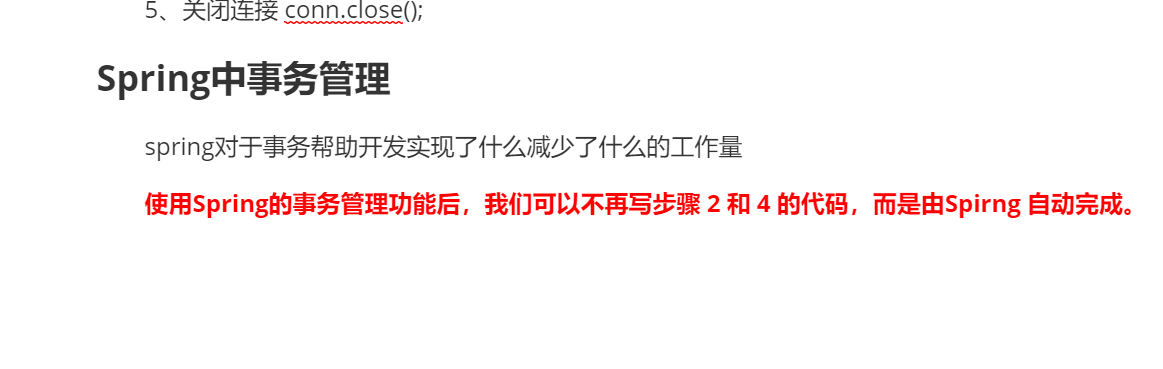 5、关闭连接 conn.close();
Spring中事务管理
spring对于事务帮助开发实现了什么减少了什么的工作量
使用Spring的事务管理功能后，我们可以不再写步骤 2 和 4 的代码，而是由Spirng 自动完成。